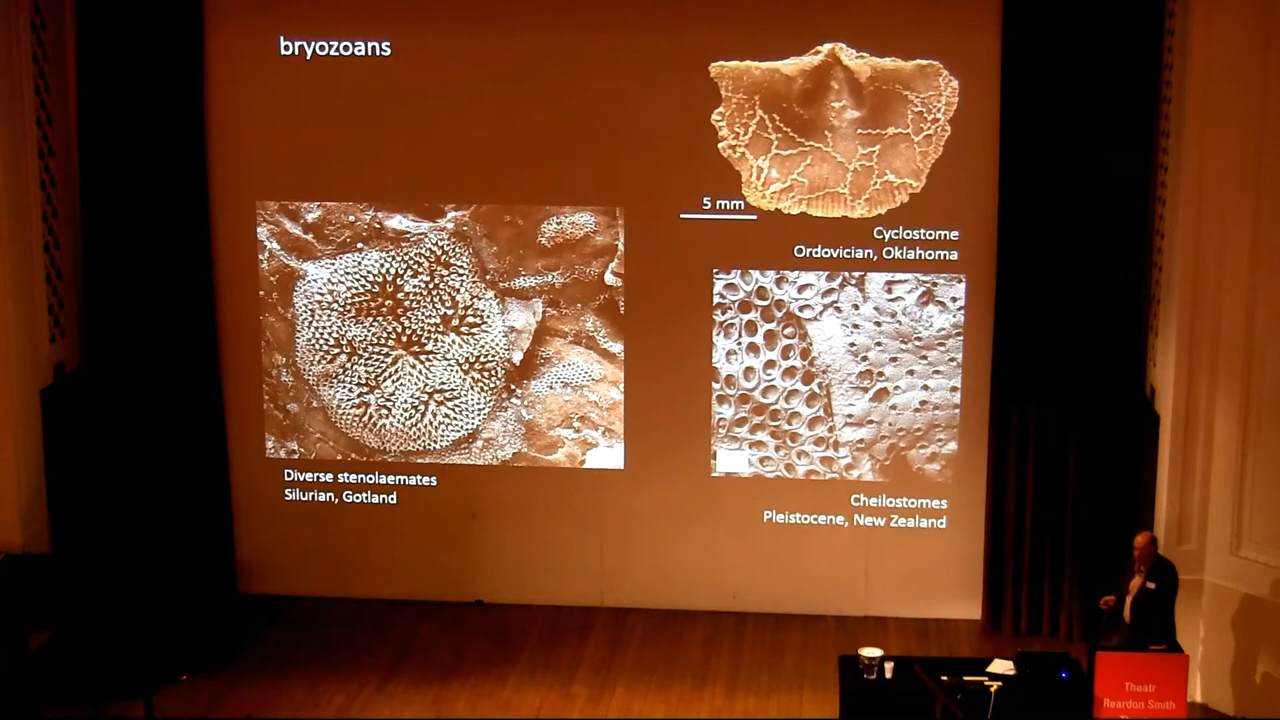 bryozoans
5 mm
Cyclostome
Ordovician, Oklahoma
Diverse stenolaemates
Silurian, Gotland
Cheilostomes
Pleistocene, New Zealand
Theatr
Reardon Smith